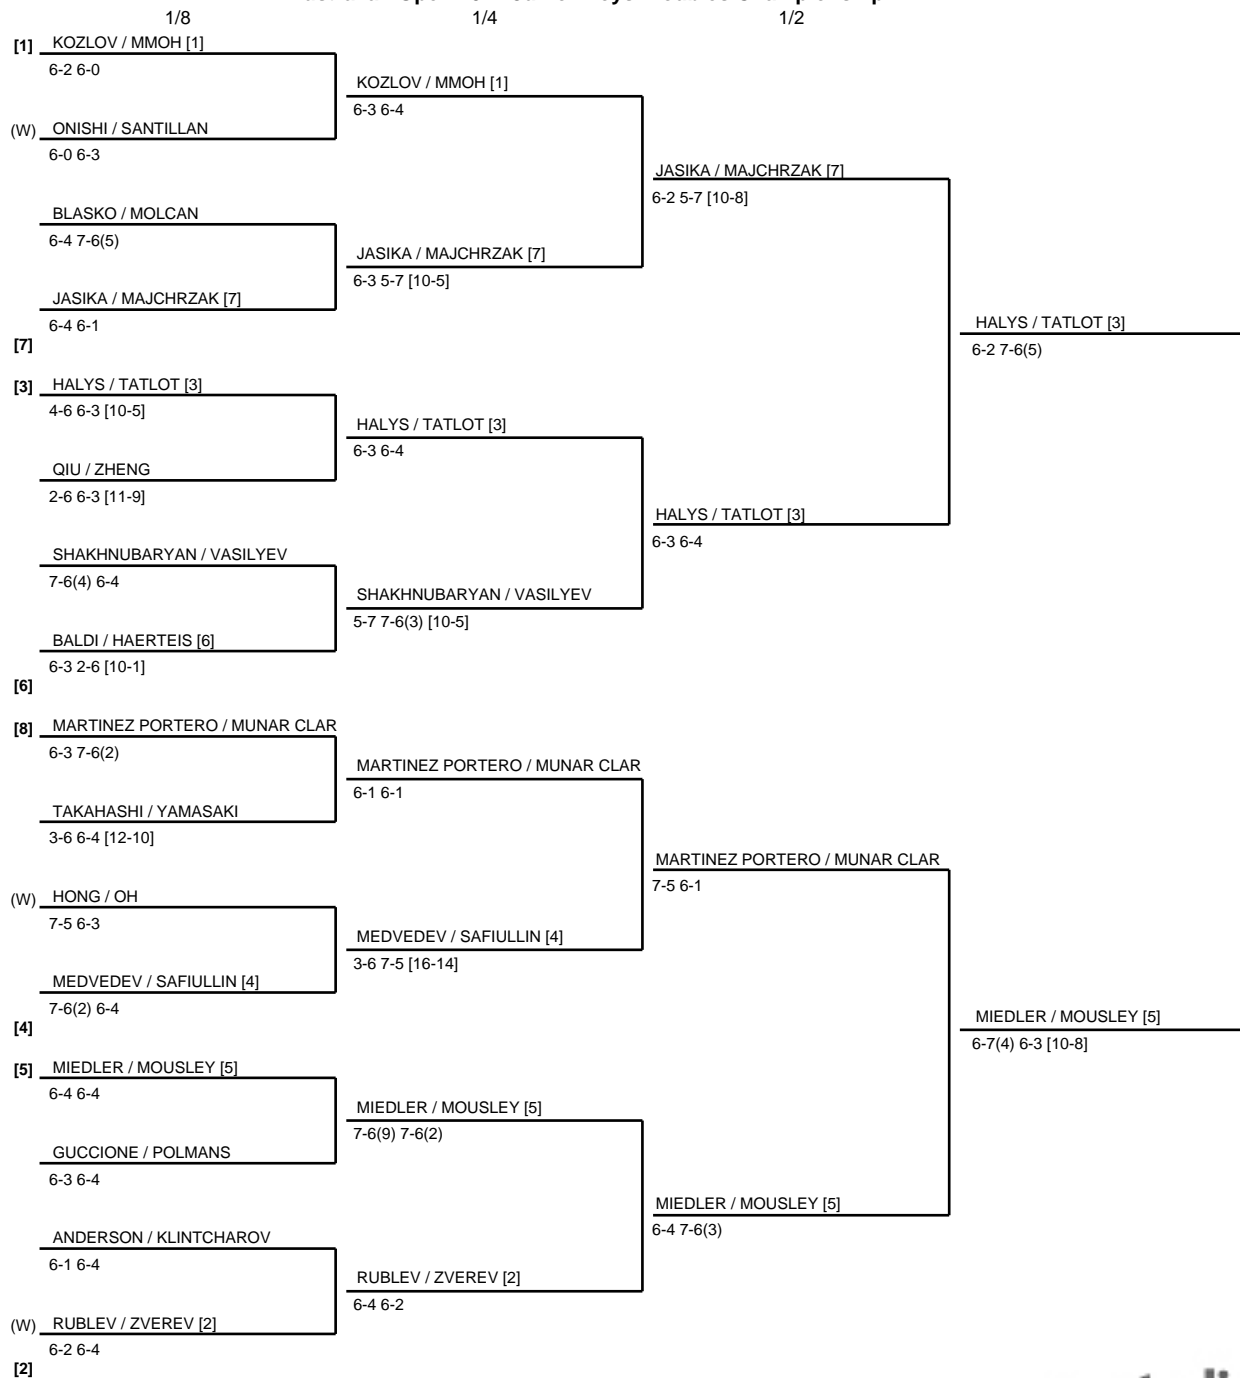 1/8 1/4 1/2
[1] KOZLOV / MMOH [1]
6-2 6-0
KOZLOV / MMOH [1]
6-3 6-4
(W) ONISHI / SANTILLAN
6-0 6-3
JASIKA / MAJCHRZAK [7]
6-2 5-7 [10-8]
BLASKO / MOLCAN
6-4 7-6(5)
JASIKA / MAJCHRZAK [7]
6-3 5-7 [10-5]
JASIKA / MAJCHRZAK [7]
6-4 6-1
[7]
HALYS / TATLOT [3]
6-2 7-6(5)
[3] HALYS / TATLOT [3]
4-6 6-3 [10-5]
HALYS / TATLOT [3]
6-3 6-4
QIU / ZHENG
2-6 6-3 [11-9]
HALYS / TATLOT [3]
6-3 6-4
SHAKHNUBARYAN / VASILYEV
7-6(4) 6-4
SHAKHNUBARYAN / VASILYEV
5-7 7-6(3) [10-5]
BALDI / HAERTEIS [6]
6-3 2-6 [10-1]
[6]
[8] MARTINEZ PORTERO / MUNAR CLAR
6-3 7-6(2)
MARTINEZ PORTERO / MUNAR CLAR
6-1 6-1
TAKAHASHI / YAMASAKI
3-6 6-4 [12-10]
MARTINEZ PORTERO / MUNAR CLAR
7-5 6-1
(W) HONG / OH
7-5 6-3
MEDVEDEV / SAFIULLIN [4]
3-6 7-5 [16-14]
MEDVEDEV / SAFIULLIN [4]
7-6(2) 6-4
[4]
MIEDLER / MOUSLEY [5]
6-7(4) 6-3 [10-8]
[5] MIEDLER / MOUSLEY [5]
6-4 6-4
MIEDLER / MOUSLEY [5]
7-6(9) 7-6(2)
GUCCIONE / POLMANS
6-3 6-4
MIEDLER / MOUSLEY [5]
6-4 7-6(3)
ANDERSON / KLINTCHAROV
6-1 6-4
RUBLEV / ZVEREV [2]
6-4 6-2
(W) RUBLEV / ZVEREV [2]
6-2 6-4
[2]